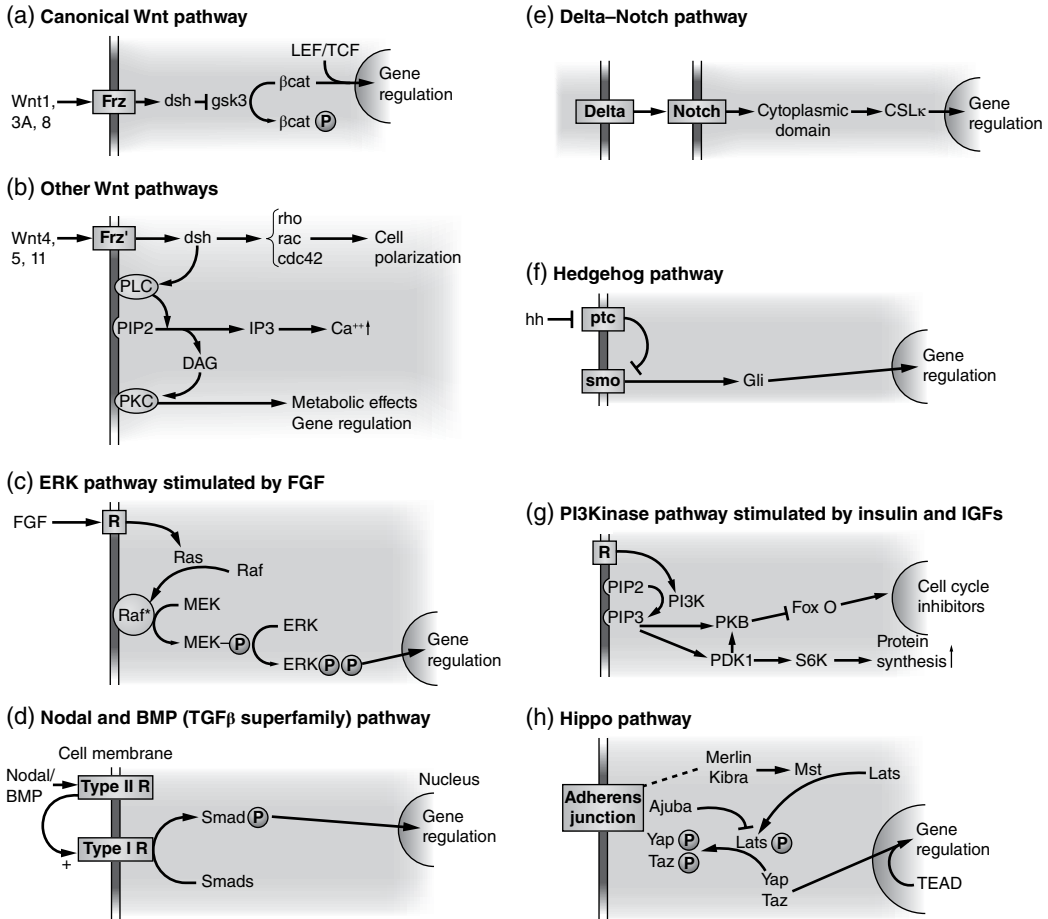 (a) Canonical Wnt pathway
LEF/TCF
Wnt1,
3A, 8
Frz
dsh
gsk3
βcat
βcat P
Gene
regulation
(b) Other Wnt pathways
Wnt4,
5, 11
Frz'
dsh
rho
rac
cdc42
Cell
polarization
PLC
PIP2
IP3
Ca⁺⁺↑
DAG
PKC
Metabolic effects
Gene regulation
(c) ERK pathway stimulated by FGF
FGF
R
Ras
Raf
Raf*
MEK
MEK–P
ERK
ERK P P
Gene
regulation
(d) Nodal and BMP (TGFβ superfamily) pathway
Cell membrane
Nodal/
BMP
Type II R
Type I R
+
Smad P
Smads
Nucleus
Gene
regulation
(e) Delta–Notch pathway
Delta
Notch
Cytoplasmic
domain
CSLκ
Gene
regulation
(f) Hedgehog pathway
hh
ptc
smo
Gli
Gene
regulation
(g) PI3Kinase pathway stimulated by insulin and IGFs
R
PIP2
PI3K
PIP3
PKB
Fox O
Cell cycle
inhibitors
PDK1
S6K
Protein
synthesis↑
(h) Hippo pathway
Merlin
Kibra
Mst
Lats
Adherens
junction
Ajuba
Yap P
Taz P
Lats P
Yap
Taz
Gene
regulation
TEAD